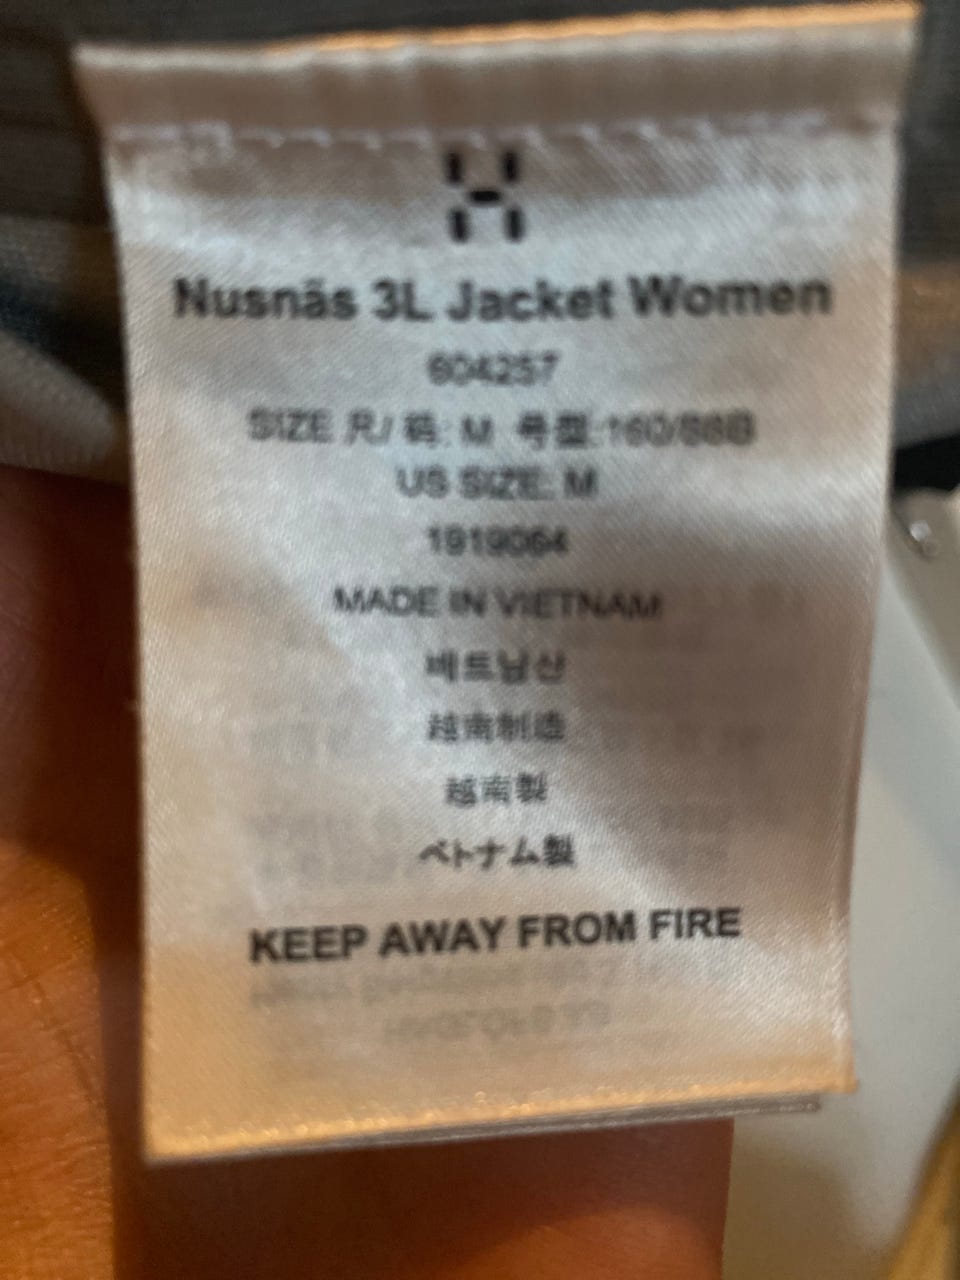 Nusnäs 3L Jacket Women
604257
SIZE 尺/ 码: M 号型:160/88B
US SIZE: M
1919064
MADE IN VIETNAM
베트남산
越南制造
越南製
ベトナム製
KEEP AWAY FROM FIRE